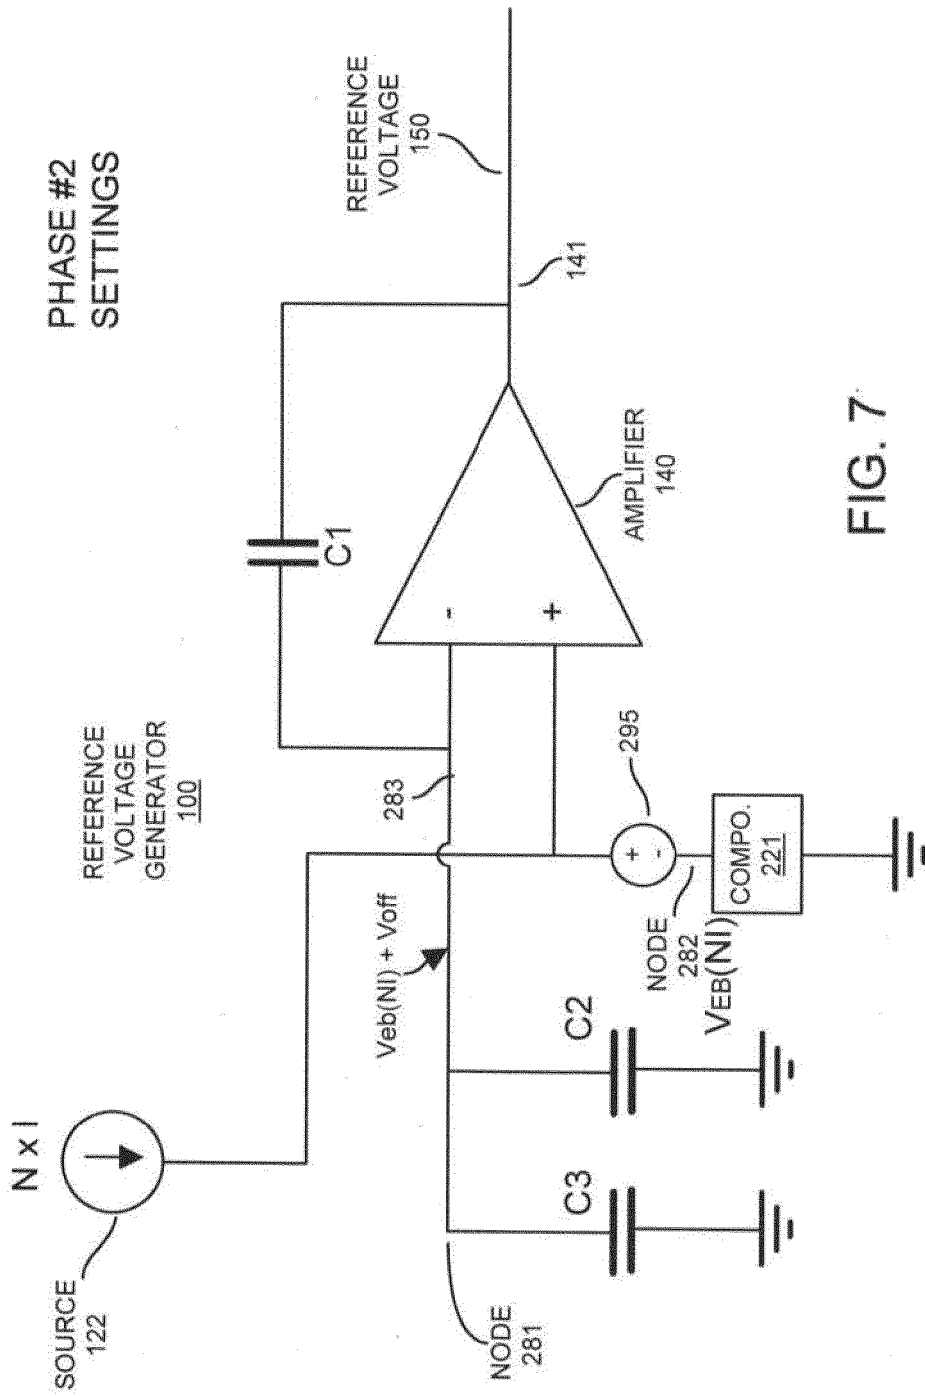 PHASE #2
SETTINGS
REFERENCE
VOLTAGE
GENERATOR
100
N x I
SOURCE
122
C1
REFERENCE
VOLTAGE
150
141
283
-
+
AMPLIFIER
140
Veb(NI) + Voff
NODE
281
C3
C2
295
+
-
NODE
282
VEB(NI)
COMPO.
221
FIG. 7